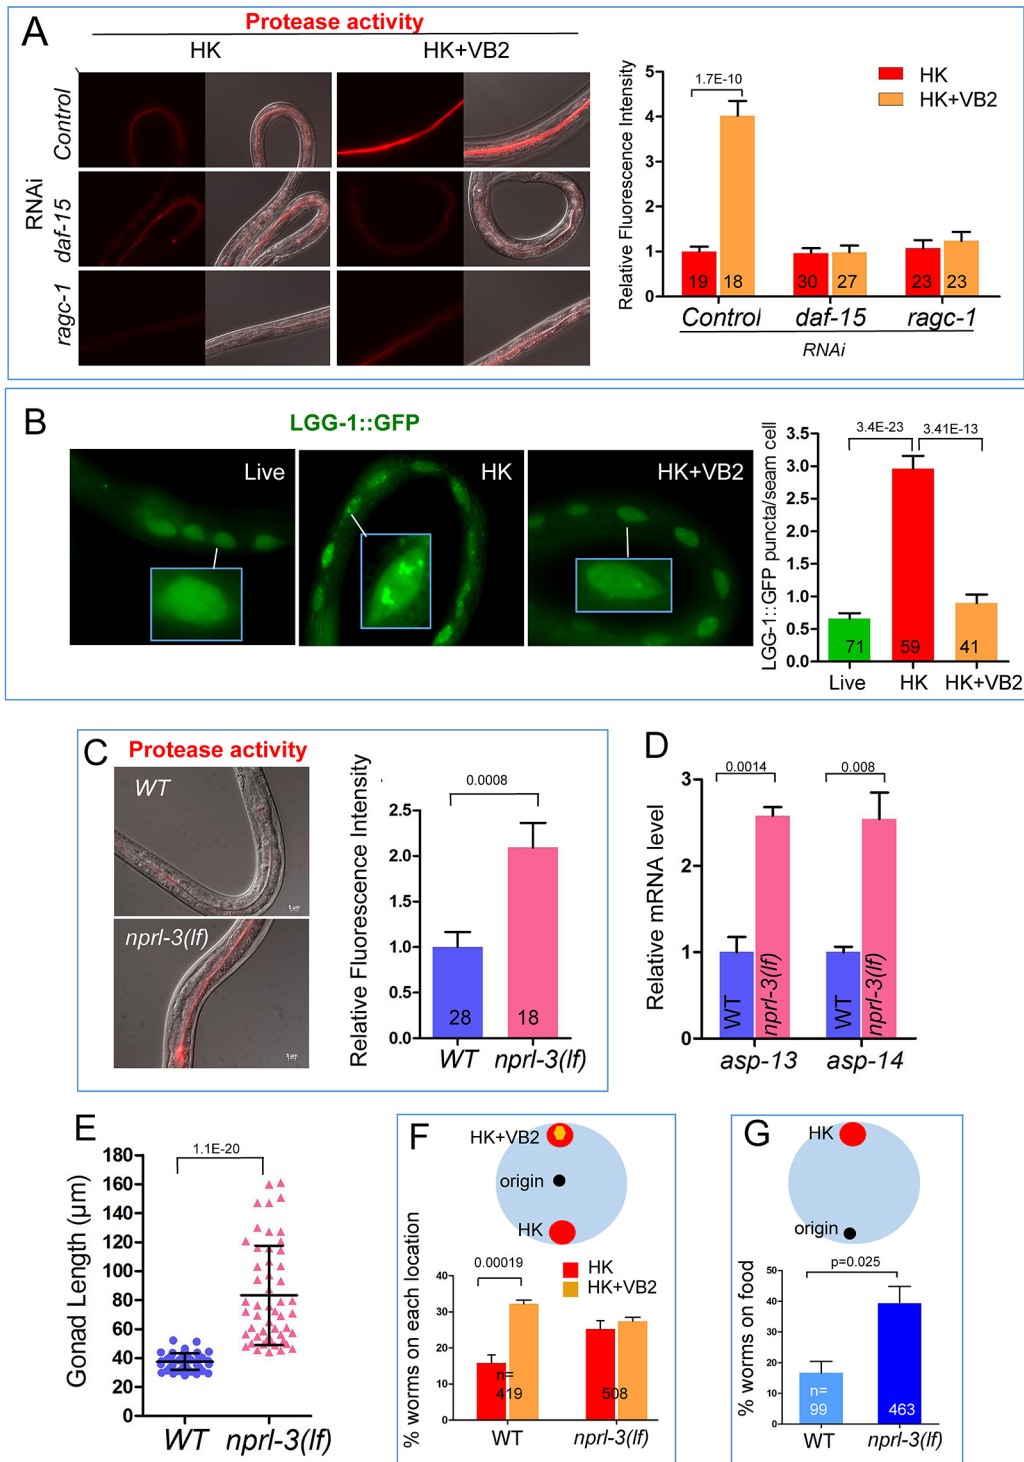 A
Protease activity
HK
HK+VB2
RNAi
Control
daf-15
ragc-1
Relative Fluorescence Intensity
5
4
3
2
1
0
1.7E-10
HK
HK+VB2
19
18
30
27
23
23
Control
daf-15
ragc-1
RNAi
B
LGG-1::GFP
Live
HK
HK+VB2
LGG-1::GFP puncta/seam cell
3.5
3.0
2.5
2.0
1.5
1.0
0.5
0.0
3.4E-23
3.41E-13
71
59
41
Live
HK
HK+VB2
C
Protease activity
WT
nprl-3(lf)
Relative Fluorescence Intensity
2.5
2.0
1.5
1.0
0.5
0.0
0.0008
28
18
WT
nprl-3(lf)
D
Relative mRNA level
3
2
1
0
0.0014
0.008
WT
nprl-3(lf)
WT
nprl-3(lf)
asp-13
asp-14
E
Gonad Length (μm)
180
160
140
120
100
80
60
40
20
0
1.1E-20
WT
nprl-3(lf)
F
HK+VB2
origin
HK
% worms on each location
40
30
20
10
0
0.00019
HK
HK+VB2
n=
419
508
WT
nprl-3(lf)
G
HK
origin
% worms on food
50
40
30
20
10
0
p=0.025
n=
99
463
WT
nprl-3(lf)